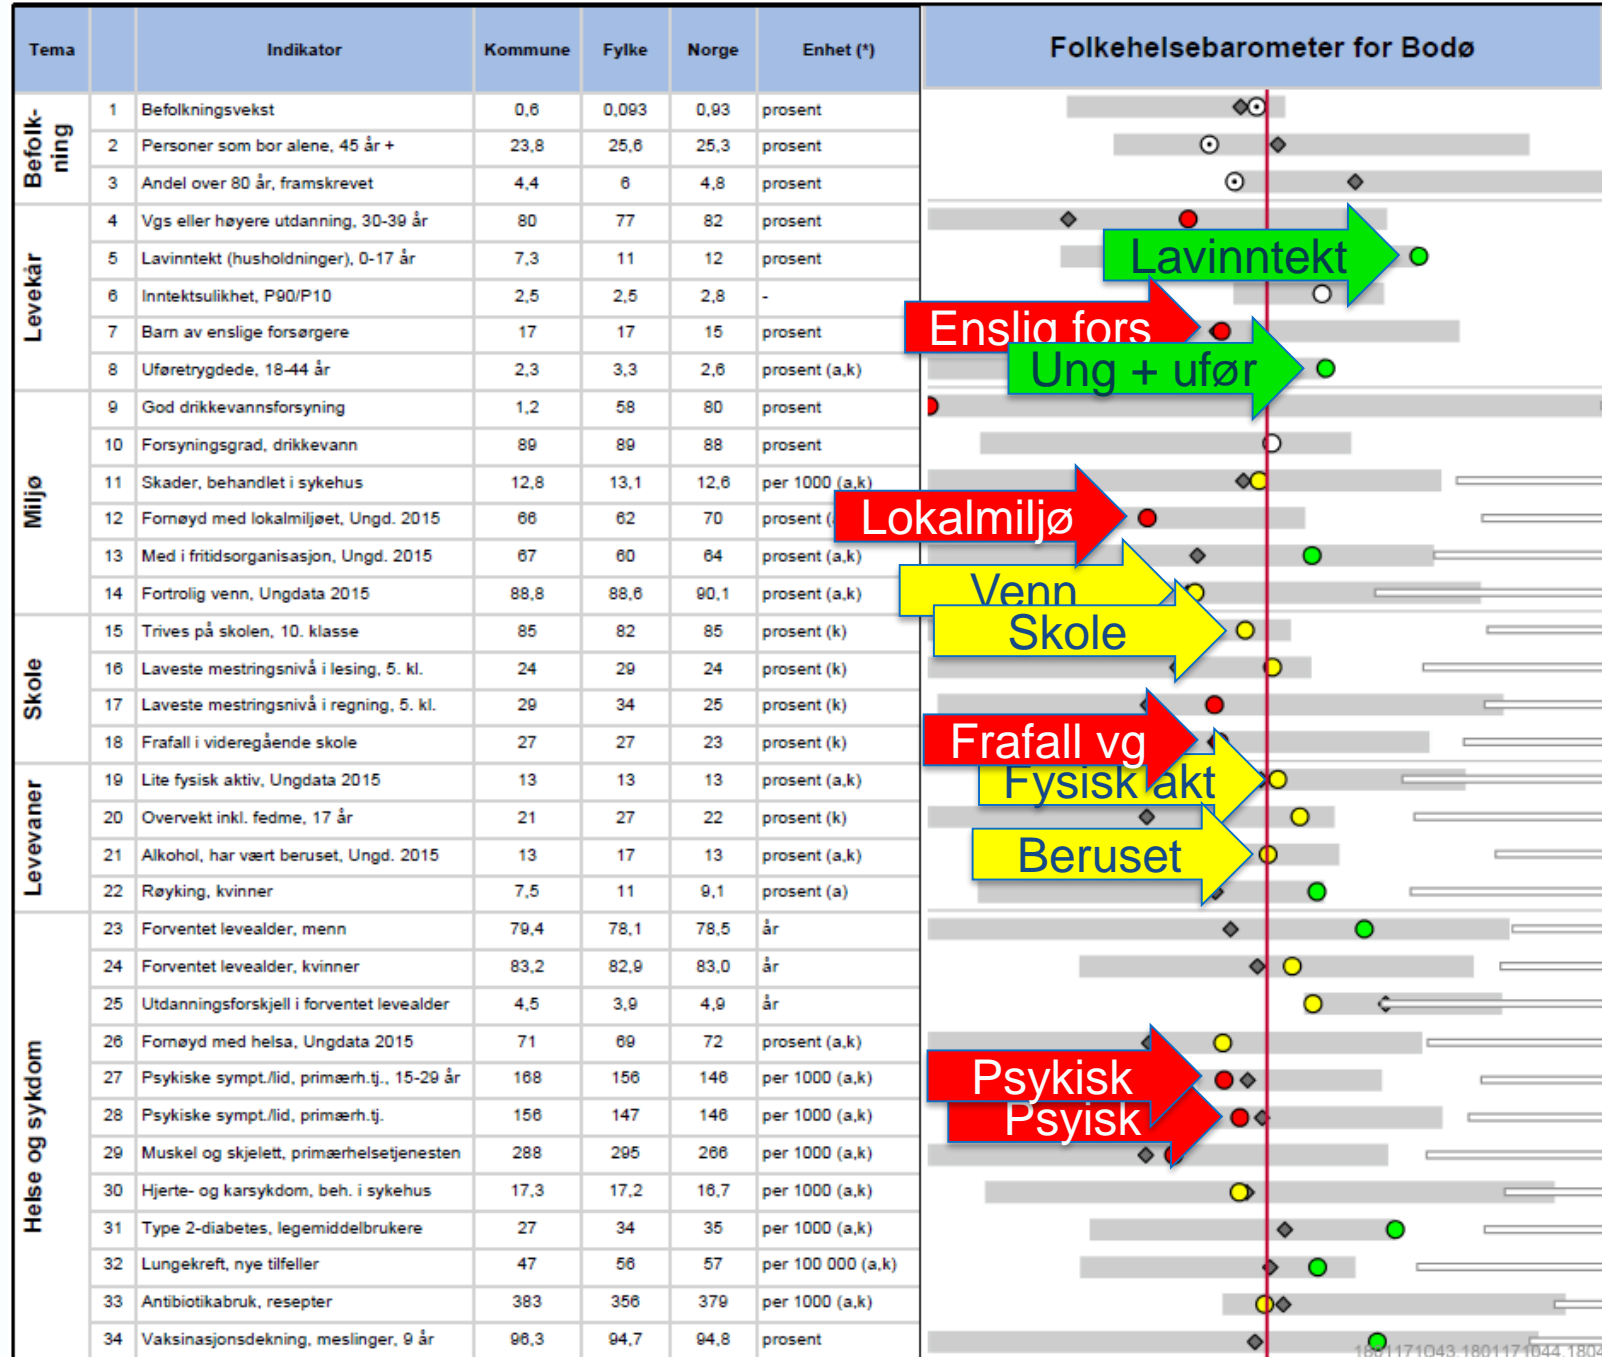 Tema Indikator Kommune Fylke Norge Enhet (*) Folkehelsebarometer for Bodø
Befolk-
ning
1 Befolkningsvekst 0,6 0,093 0,93 prosent
2 Personer som bor alene, 45 år + 23,8 25,6 25,3 prosent
3 Andel over 80 år, framskrevet 4,4 6 4,8 prosent
Levekår
4 Vgs eller høyere utdanning, 30-39 år 80 77 82 prosent
5 Lavinntekt (husholdninger), 0-17 år 7,3 11 12 prosent Lavinntekt
6 Inntektsulikhet, P90/P10 2,5 2,5 2,8 -
7 Barn av enslige forsørgere 17 17 15 prosent Enslig fors
8 Uføretrygdede, 18-44 år 2,3 3,3 2,6 prosent (a,k) Ung + ufør
Miljø
9 God drikkevannsforsyning 1,2 58 80 prosent
10 Forsyningsgrad, drikkevann 89 89 88 prosent
11 Skader, behandlet i sykehus 12,8 13,1 12,6 per 1000 (a,k)
12 Fornøyd med lokalmiljøet, Ungd. 2015 66 62 70 prosent ( Lokalmiljø
13 Med i fritidsorganisasjon, Ungd. 2015 67 60 64 prosent (a,k)
14 Fortrolig venn, Ungdata 2015 88,8 88,6 90,1 prosent (a,k) Venn
Skole
15 Trives på skolen, 10. klasse 85 82 85 prosent (k) Skole
16 Laveste mestringsnivå i lesing, 5. kl. 24 29 24 prosent (k)
17 Laveste mestringsnivå i regning, 5. kl. 29 34 25 prosent (k)
18 Frafall i videregående skole 27 27 23 prosent (k) Frafall vg
Levevaner
19 Lite fysisk aktiv, Ungdata 2015 13 13 13 prosent (a,k) Fysisk akt
20 Overvekt inkl. fedme, 17 år 21 27 22 prosent (k)
21 Alkohol, har vært beruset, Ungd. 2015 13 17 13 prosent (a,k) Beruset
22 Røyking, kvinner 7,5 11 9,1 prosent (a)
Helse og sykdom
23 Forventet levealder, menn 79,4 78,1 78,5 år
24 Forventet levealder, kvinner 83,2 82,9 83,0 år
25 Utdanningsforskjell i forventet levealder 4,5 3,9 4,9 år
26 Fornøyd med helsa, Ungdata 2015 71 69 72 prosent (a,k)
27 Psykiske sympt./lid, primærh.tj., 15-29 år 168 156 146 per 1000 (a,k) Psykisk
28 Psykiske sympt./lid, primærh.tj. 156 147 146 per 1000 (a,k) Psyisk
29 Muskel og skjelett, primærhelsetjenesten 288 295 266 per 1000 (a,k)
30 Hjerte- og karsykdom, beh. i sykehus 17,3 17,2 16,7 per 1000 (a,k)
31 Type 2-diabetes, legemiddelbrukere 27 34 35 per 1000 (a,k)
32 Lungekreft, nye tilfeller 47 56 57 per 100 000 (a,k)
33 Antibiotikabruk, resepter 383 356 379 per 1000 (a,k)
34 Vaksinasjonsdekning, meslinger, 9 år 96,3 94,7 94,8 prosent
1801171043.1801171044.1804